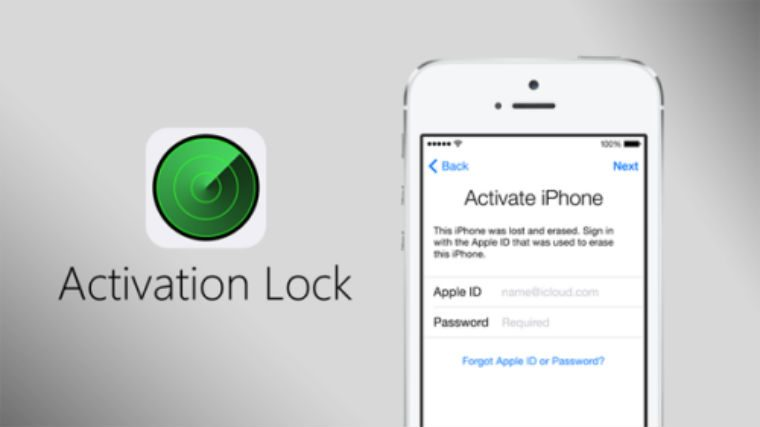 100%
Back
Next
Activate iPhone
This iPhone was lost and erased. Sign in
with the Apple ID that was used to erase
this iPhone.
Apple ID name@icloud.com
Password Required
Forgot Apple ID or Password?
Activation Lock